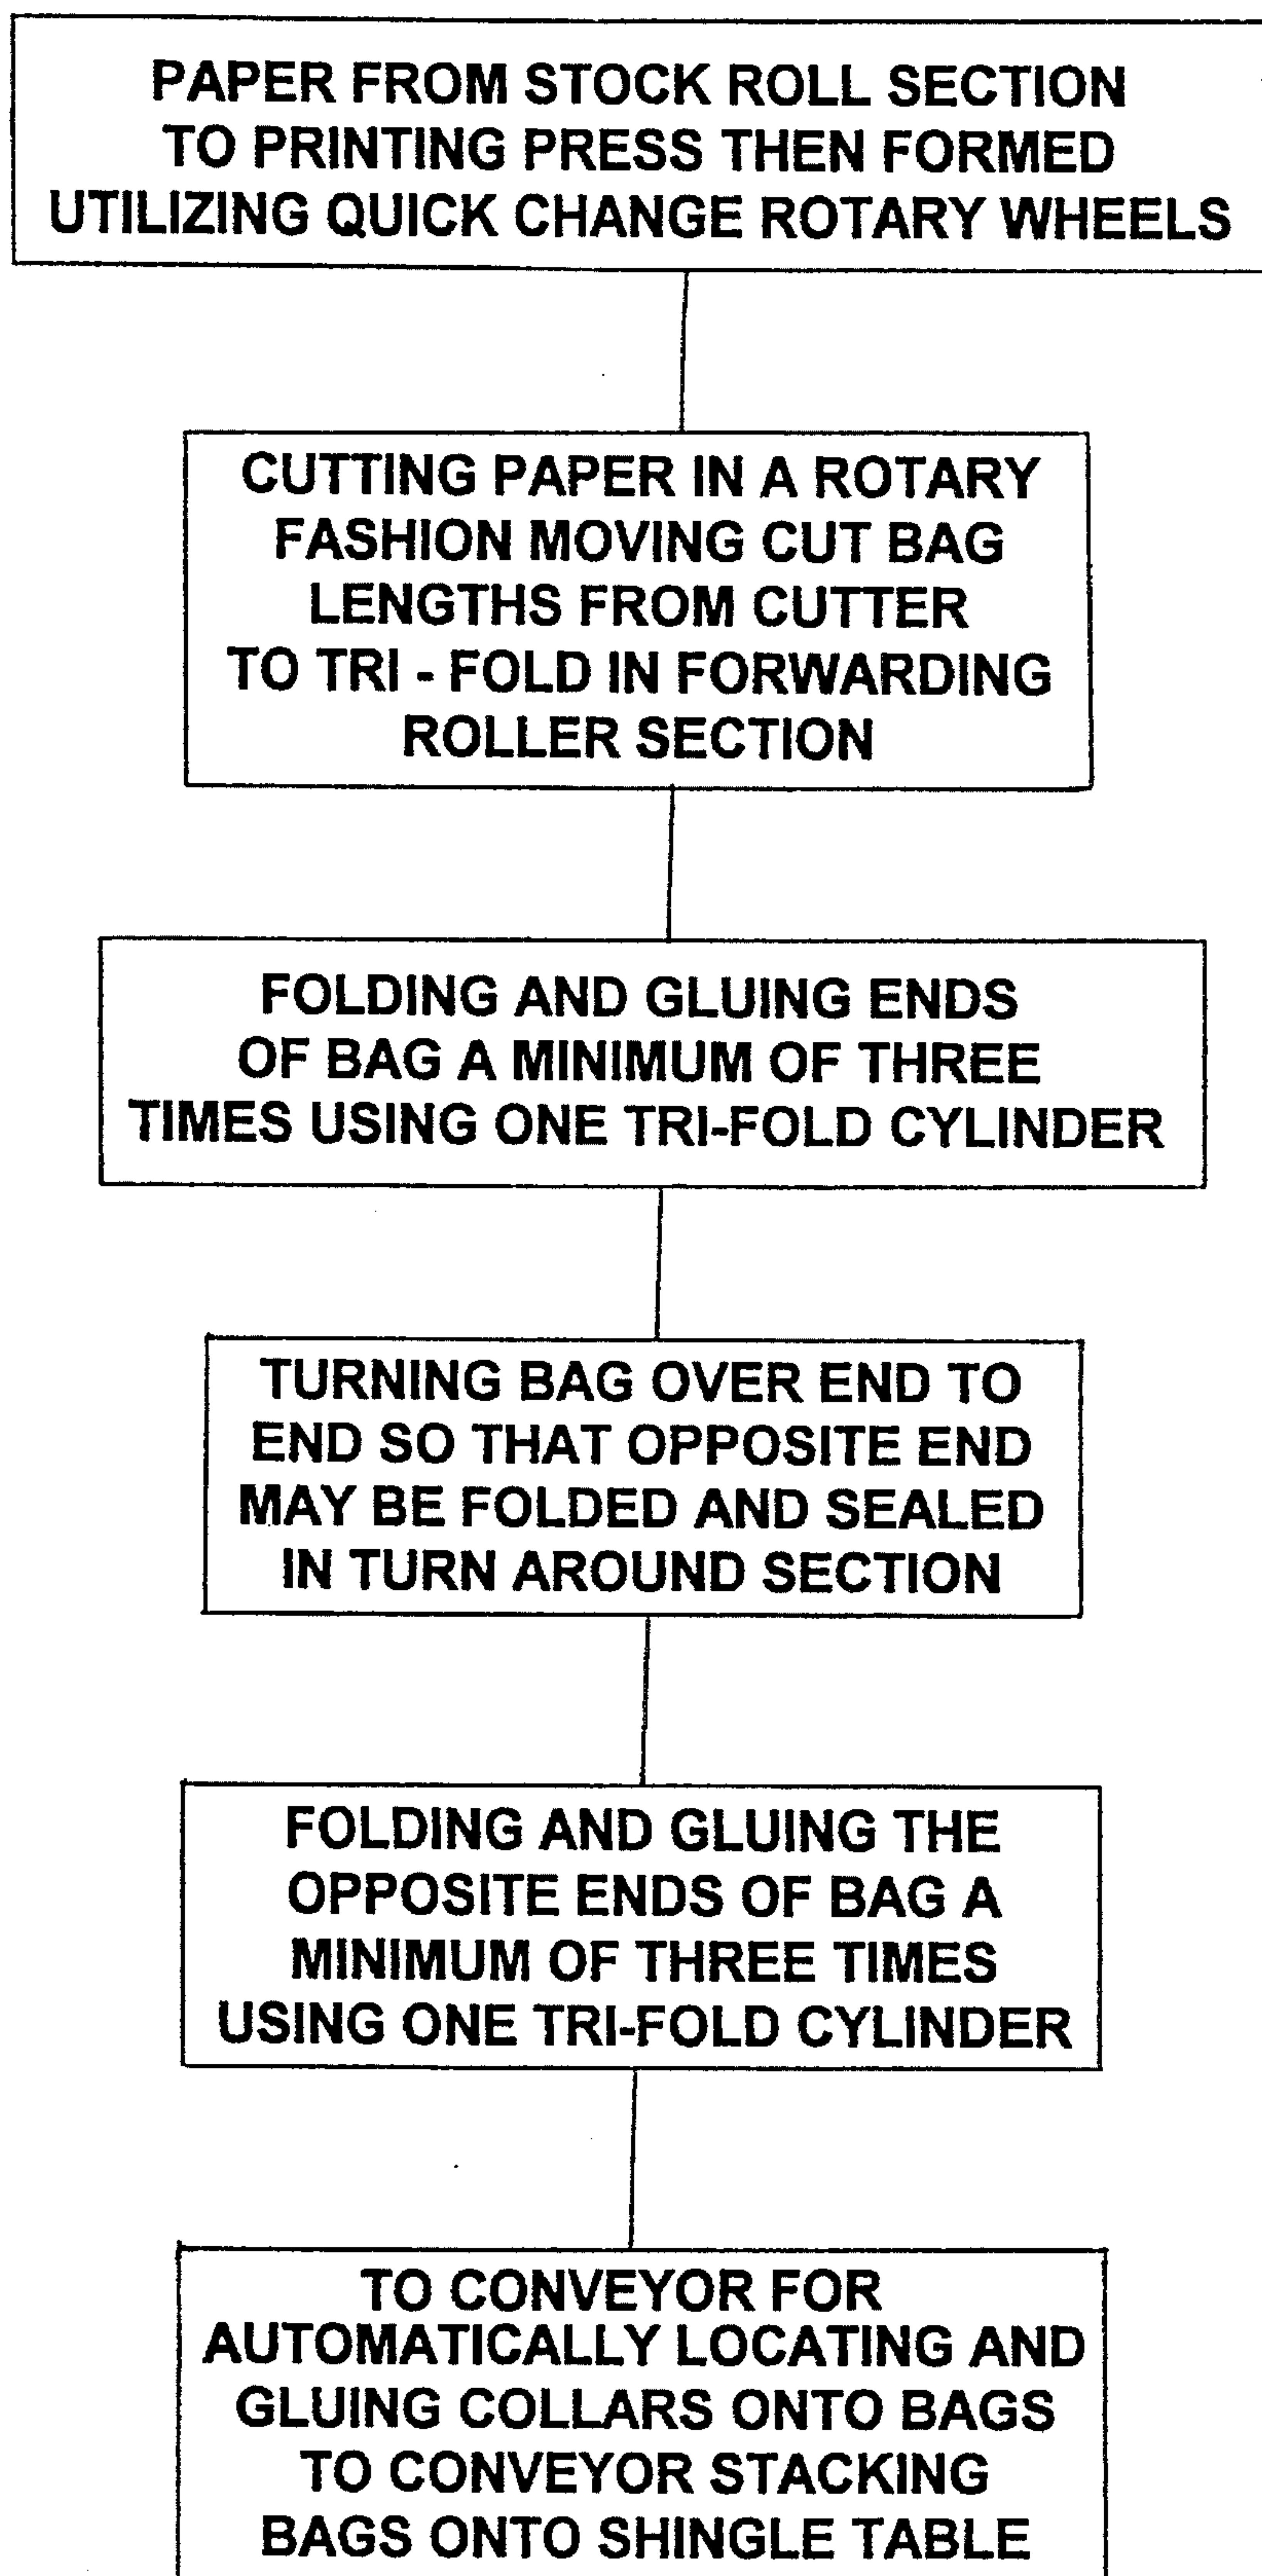 PAPER FROM STOCK ROLL SECTION
TO PRINTING PRESS THEN FORMED
UTILIZING QUICK CHANGE ROTARY WHEELS
CUTTING PAPER IN A ROTARY
FASHION MOVING CUT BAG
LENGTHS FROM CUTTER
TO TRI - FOLD IN FORWARDING
ROLLER SECTION
FOLDING AND GLUING ENDS
OF BAG A MINIMUM OF THREE
TIMES USING ONE TRI-FOLD CYLINDER
TURNING BAG OVER END TO
END SO THAT OPPOSITE END
MAY BE FOLDED AND SEALED
IN TURN AROUND SECTION
FOLDING AND GLUING THE
OPPOSITE ENDS OF BAG A
MINIMUM OF THREE TIMES
USING ONE TRI-FOLD CYLINDER
TO CONVEYOR FOR
AUTOMATICALLY LOCATING AND
GLUING COLLARS ONTO BAGS
TO CONVEYOR STACKING
BAGS ONTO SHINGLE TABLE